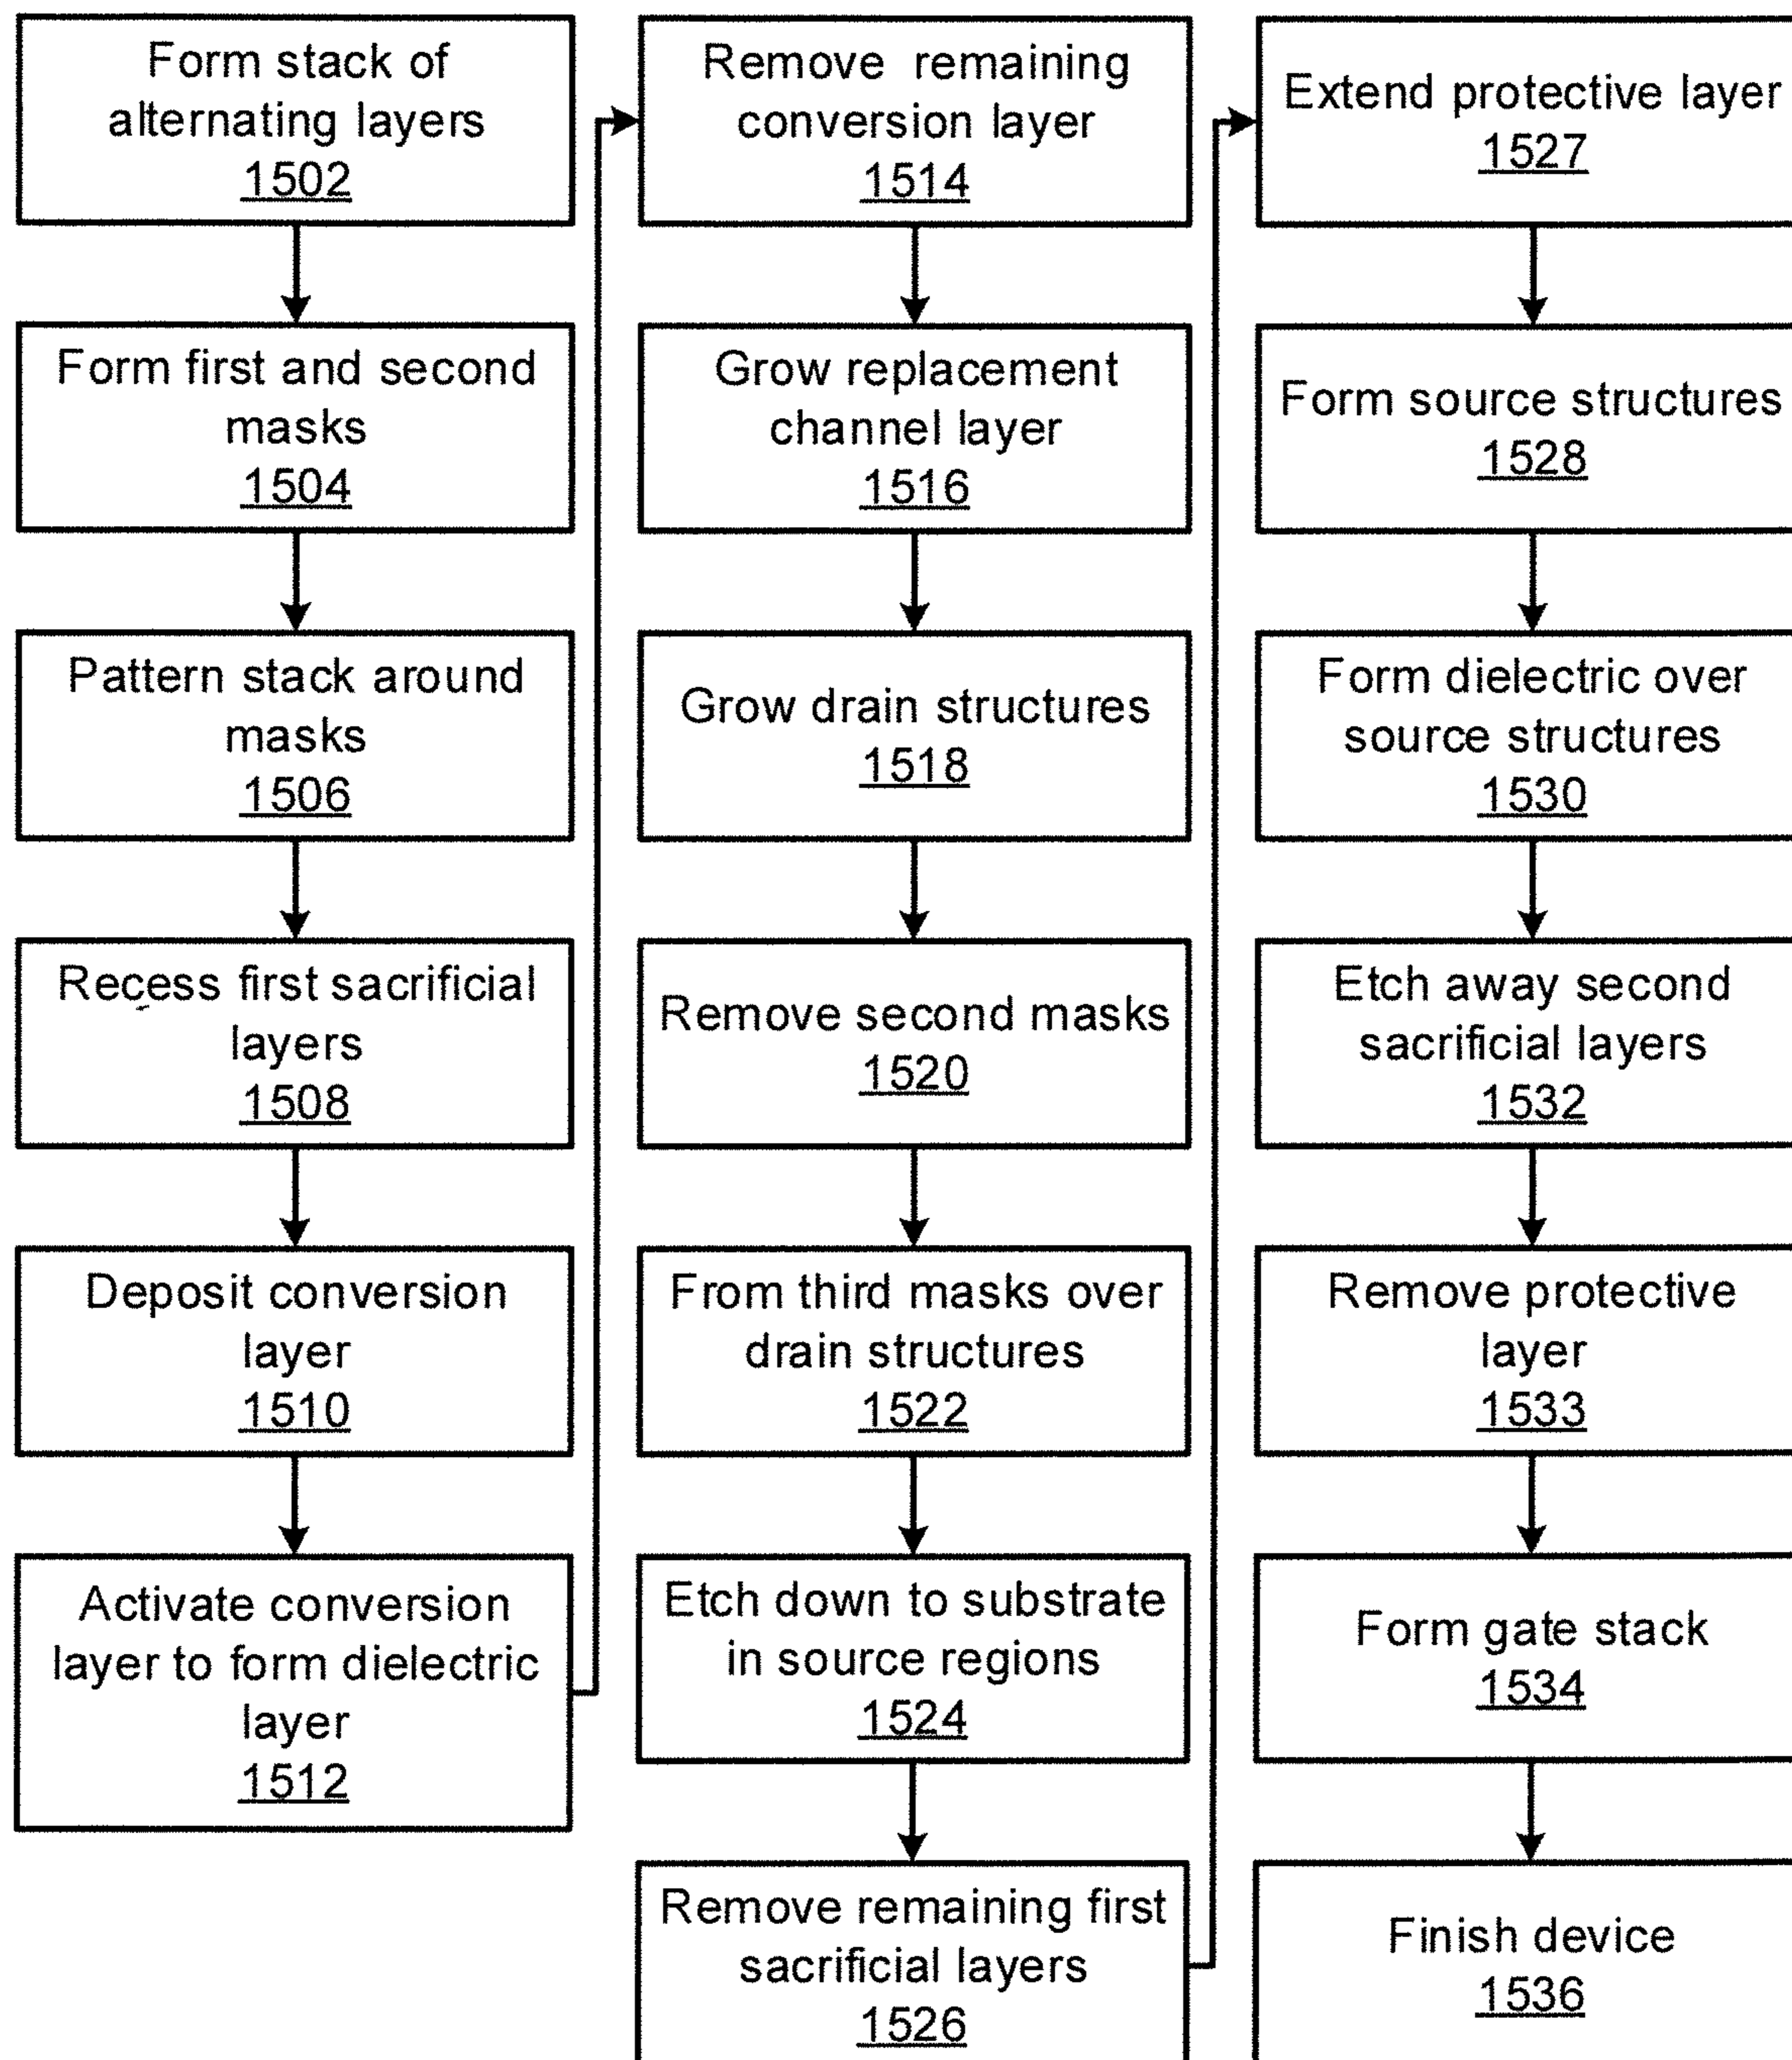 Form stack of
alternating layers
1502
Form first and second
masks
1504
Pattern stack around
masks
1506
Recess first sacrificial
layers
1508
Deposit conversion
layer
1510
Activate conversion
layer to form dielectric
layer
1512
Remove remaining
conversion layer
1514
Grow replacement
channel layer
1516
Grow drain structures
1518
Remove second masks
1520
From third masks over
drain structures
1522
Etch down to substrate
in source regions
1524
Remove remaining first
sacrificial layers
1526
Extend protective layer
1527
Form source structures
1528
Form dielectric over
source structures
1530
Etch away second
sacrificial layers
1532
Remove protective
layer
1533
Form gate stack
1534
Finish device
1536